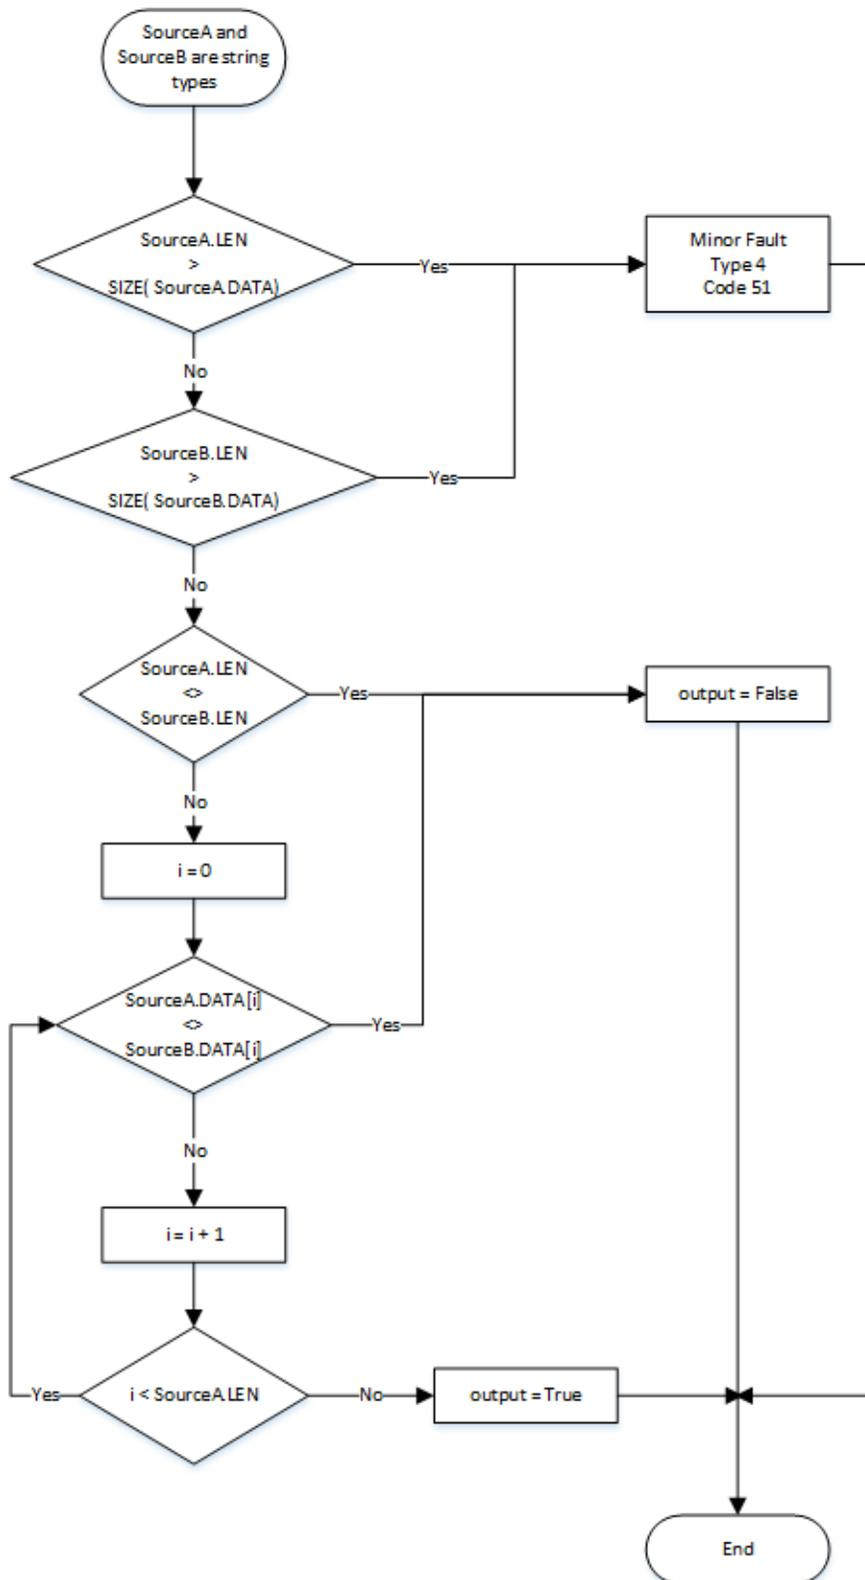 SourceA and
SourceB are string
types
SourceA.LEN
>
SIZE( SourceA.DATA)
Yes
Minor Fault
Type 4
Code 51
No
SourceB.LEN
>
SIZE( SourceB.DATA)
Yes
No
SourceA.LEN
<>
SourceB.LEN
Yes
output = False
No
i = 0
SourceA.DATA[i]
<>
SourceB.DATA[i]
Yes
No
i = i + 1
Yes
i < SourceA.LEN
No
output = True
End